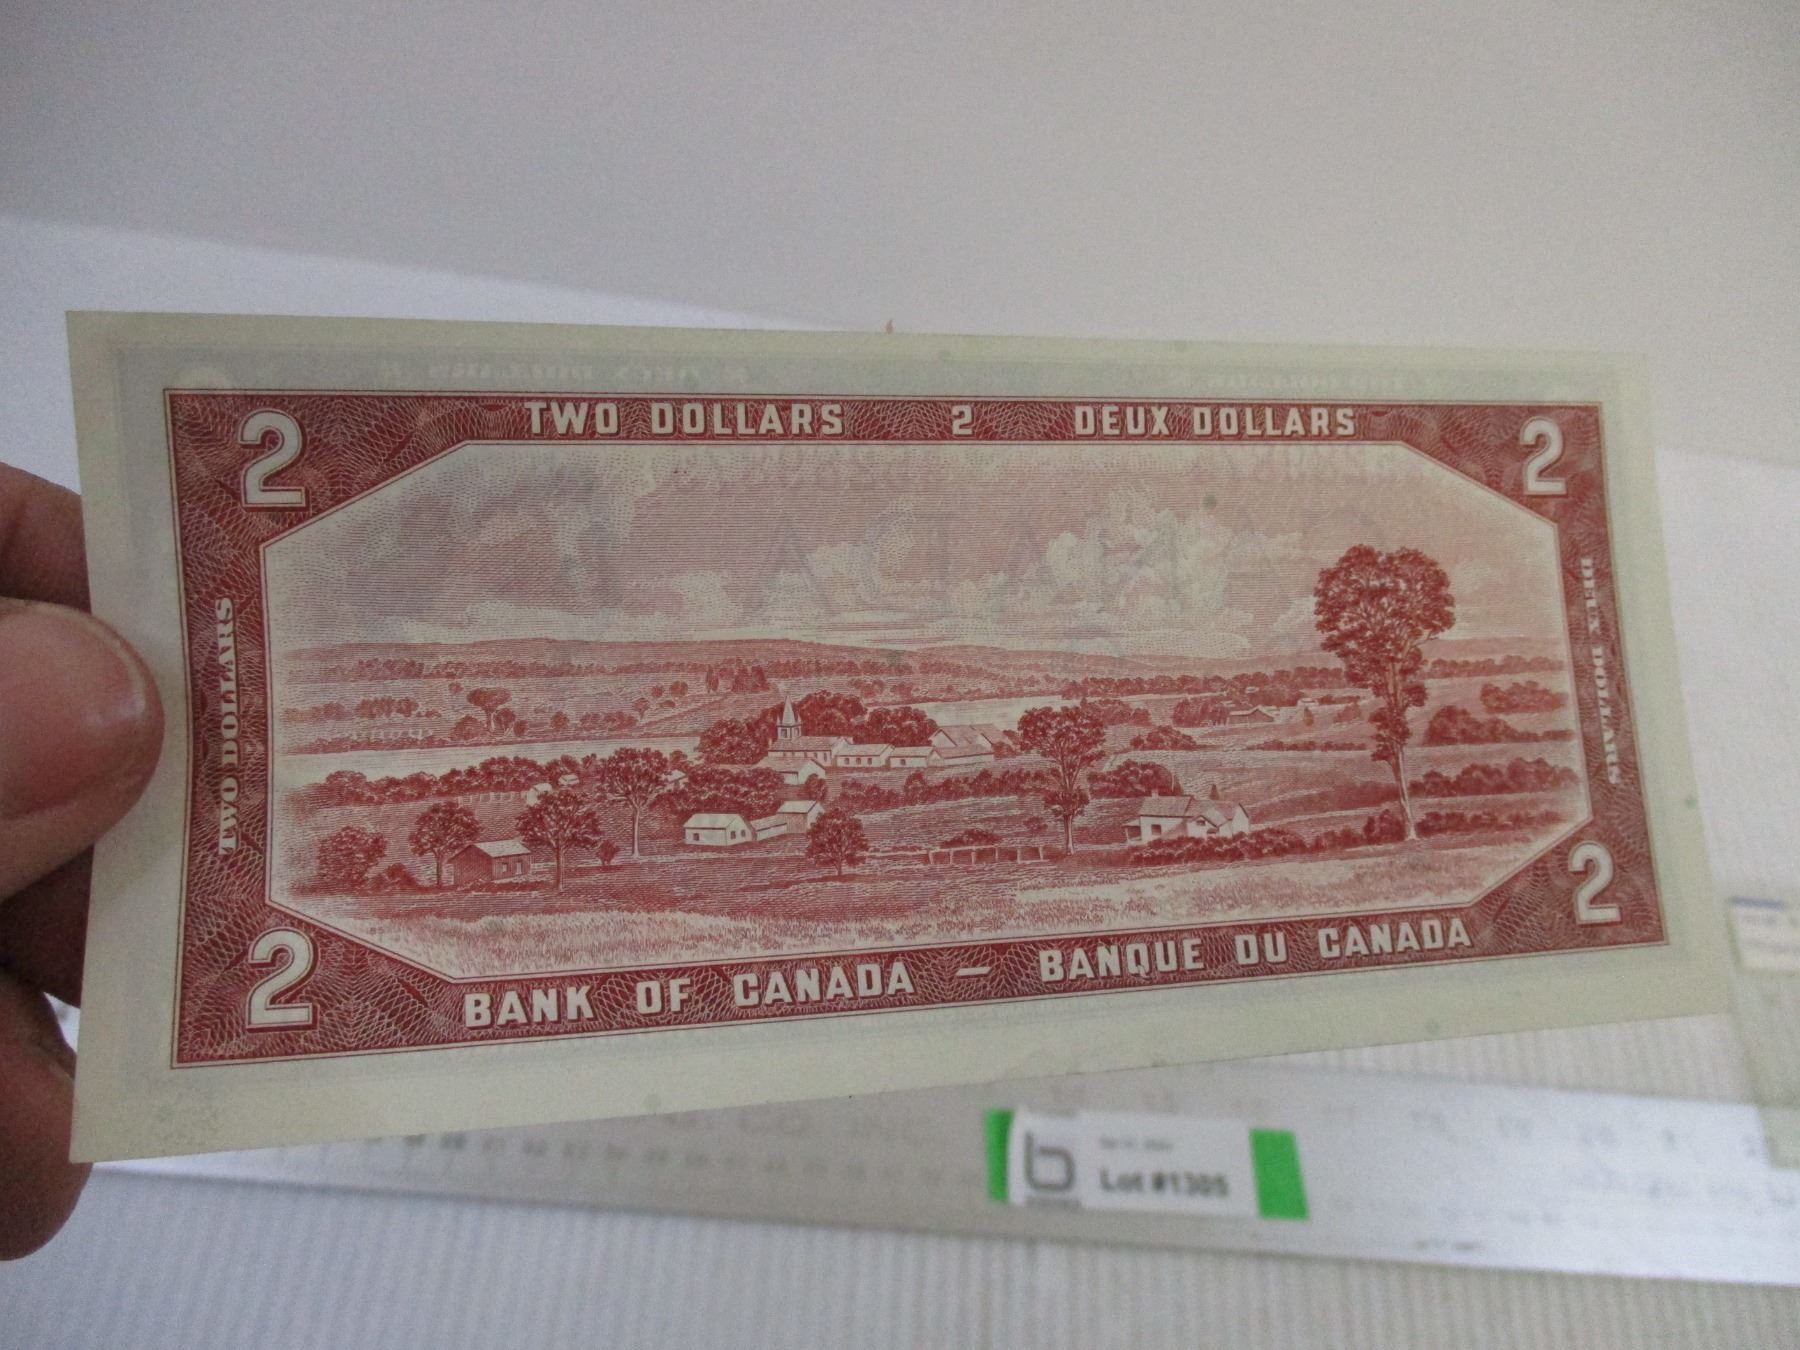 TWO DOLLARS 2 DEUX DOLLARS
2 2
TWO DOLLARS
DEUX DOLLARS
CANADA
2 2
BANK OF CANADA — BANQUE DU CANADA
b
Lot #1305